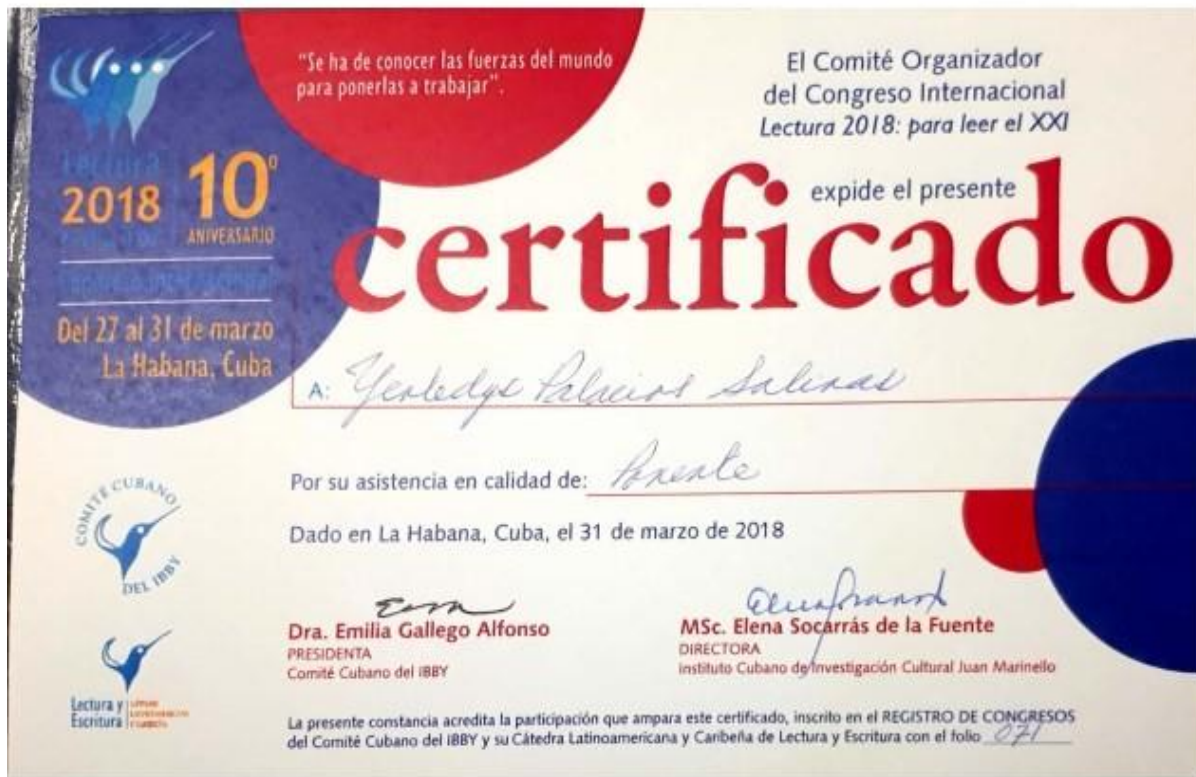 "Se ha de conocer las fuerzas del mundo
para ponerlas a trabajar".
El Comité Organizador
del Congreso Internacional
Lectura 2018: para leer el XXI
expide el presente
certificado
Lectura
2018
10º
ANIVERSARIO
Del 27 al 31 de marzo
La Habana, Cuba
A: Yenledys Palacios Salinas
Por su asistencia en calidad de: Ponente
Dado en La Habana, Cuba, el 31 de marzo de 2018
COMITÉ CUBANO
DEL IBBY
Dra. Emilia Gallego Alfonso
PRESIDENTA
Comité Cubano del IBBY
MSc. Elena Socarrás de la Fuente
DIRECTORA
Instituto Cubano de Investigación Cultural Juan Marinello
Lectura y
Escritura
La presente constancia acredita la participación que ampara este certificado, inscrito en el REGISTRO DE CONGRESOS
del Comité Cubano del IBBY y su Cátedra Latinoamericana y Caribeña de Lectura y Escritura con el folio 071